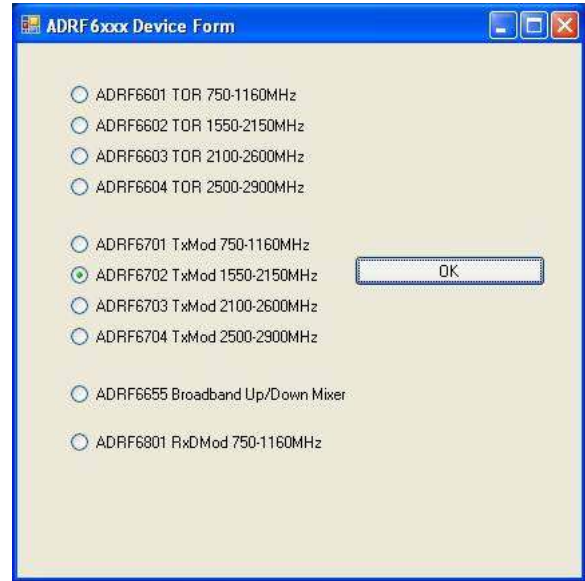 ADRF6xxx Device Form
ADRF6601 TOR 750-1160MHz
ADRF6602 TOR 1550-2150MHz
ADRF6603 TOR 2100-2600MHz
ADRF6604 TOR 2500-2900MHz
ADRF6701 TxMod 750-1160MHz
ADRF6702 TxMod 1550-2150MHz
OK
ADRF6703 TxMod 2100-2600MHz
ADRF6704 TxMod 2500-2900MHz
ADRF6655 Broadband Up/Down Mixer
ADRF6801 RxDMod 750-1160MHz